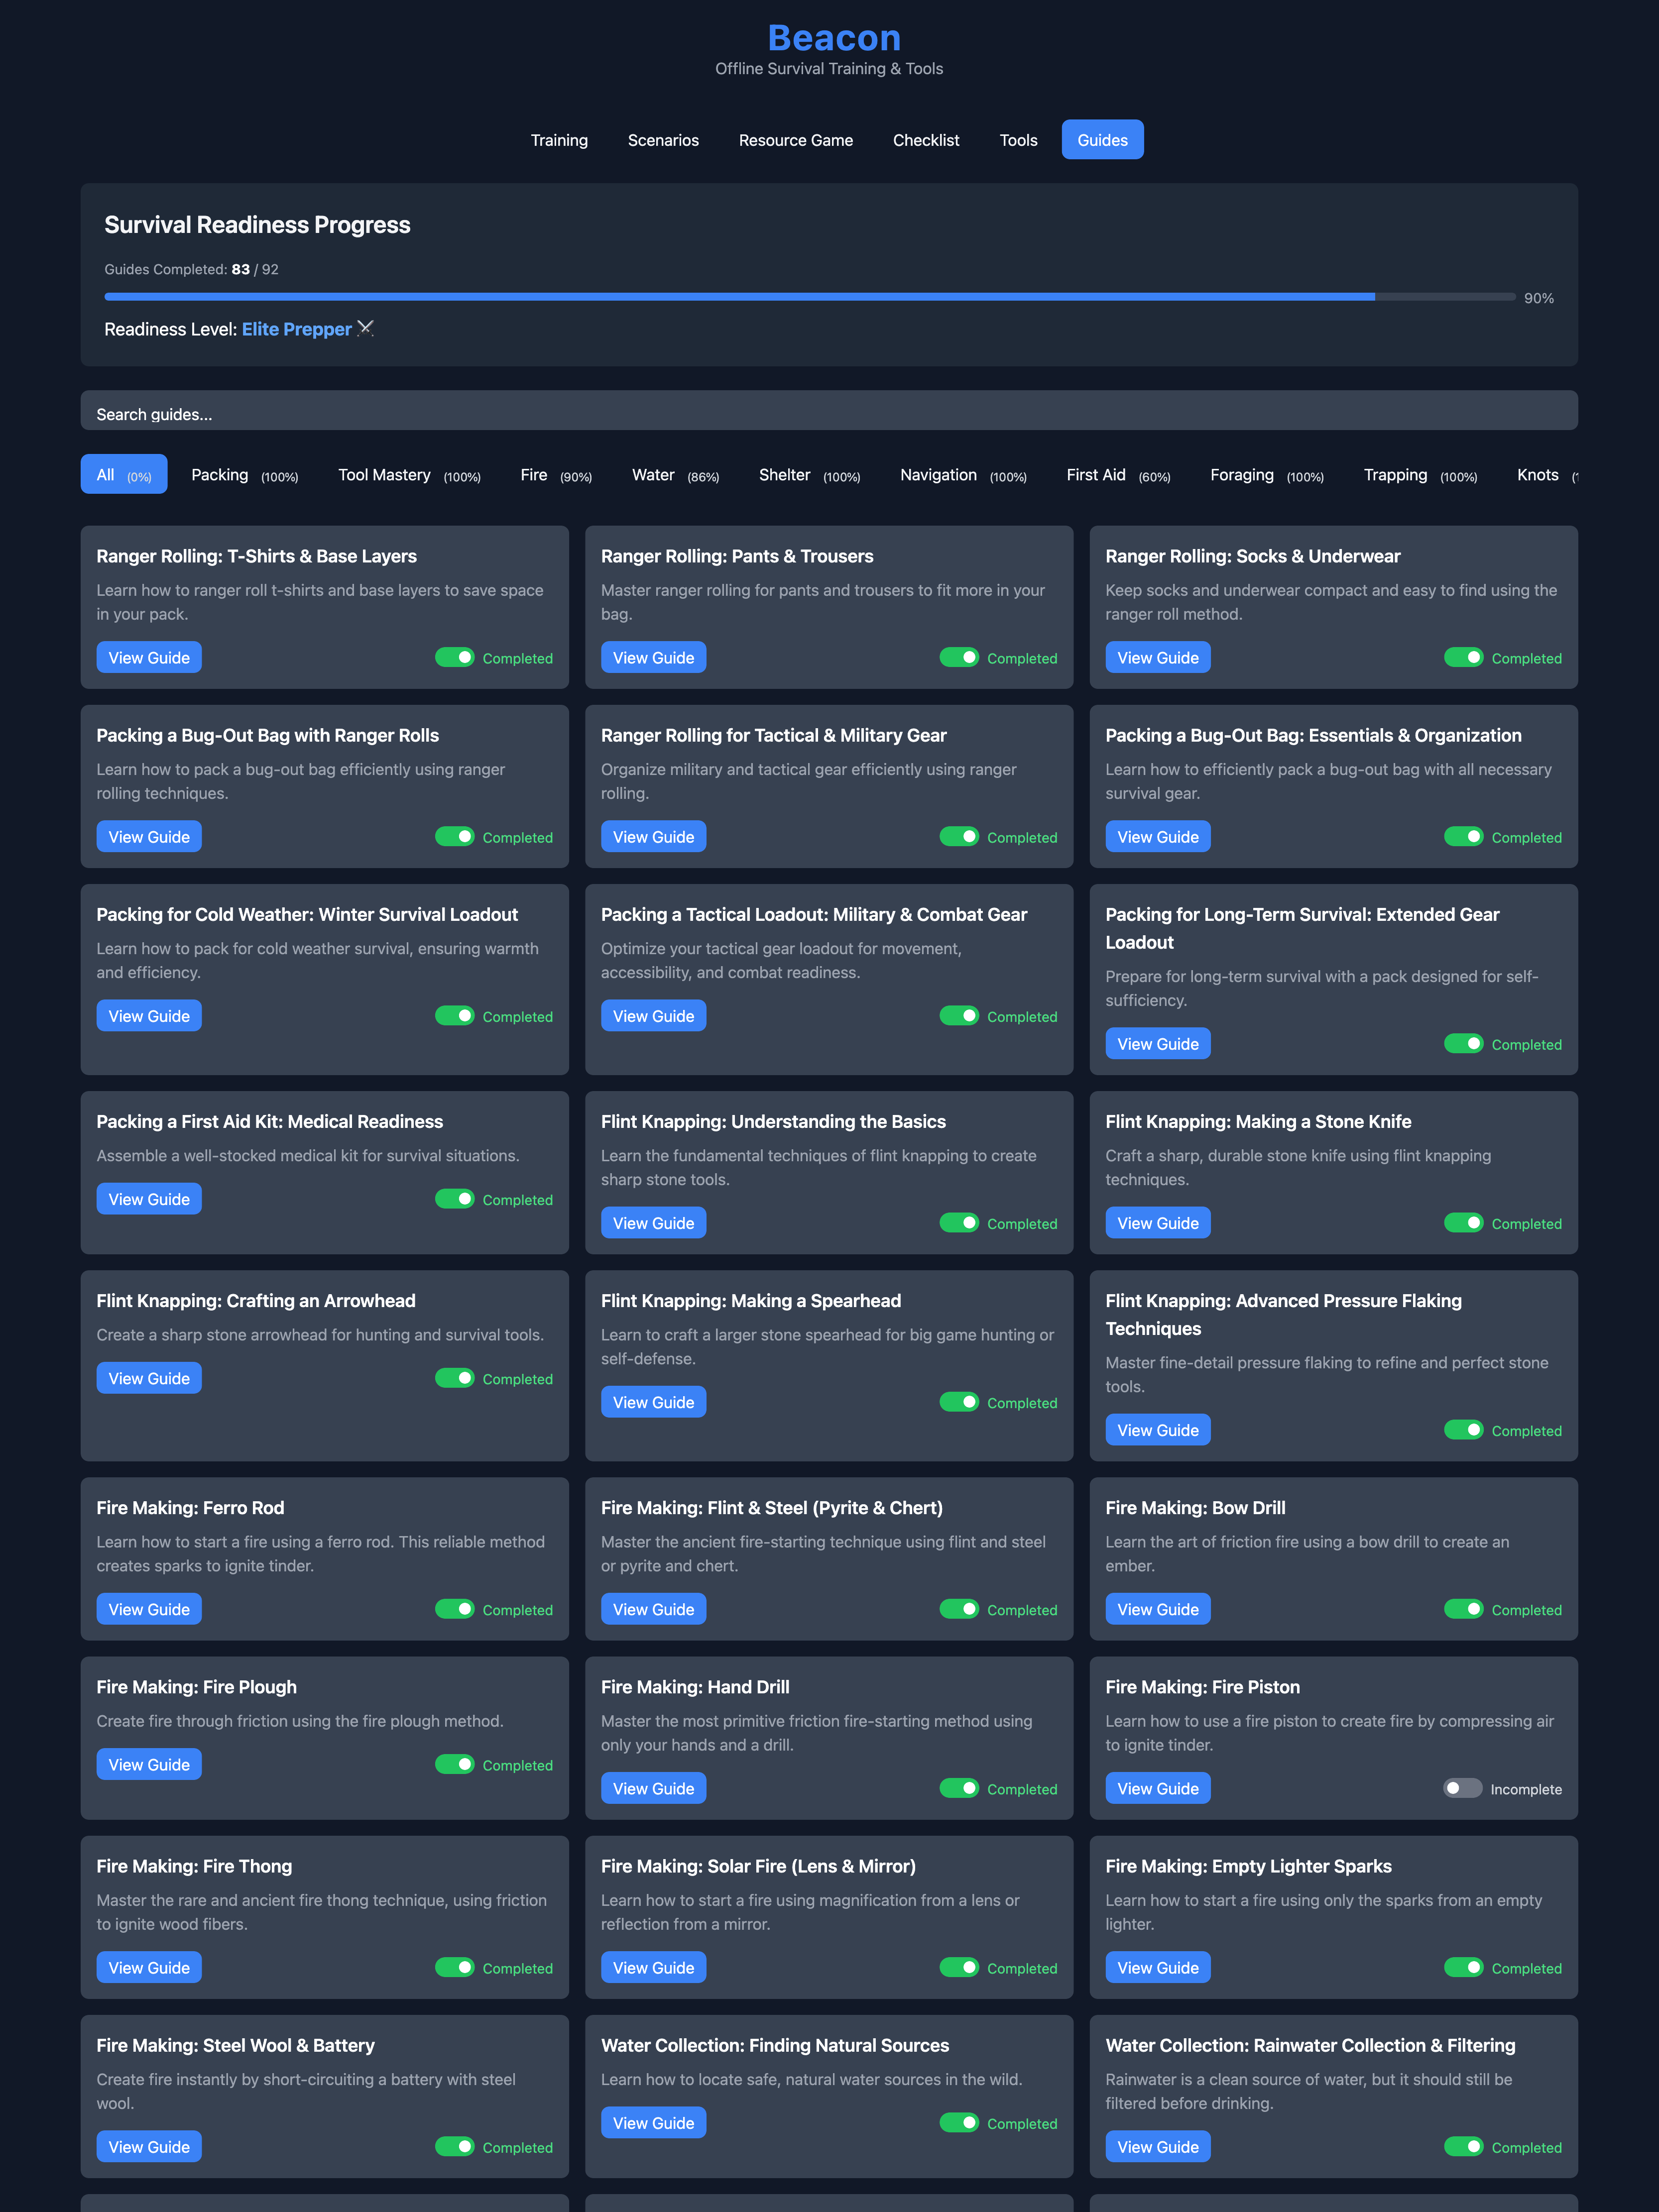 Beacon
Offline Survival Training & Tools
Training Scenarios Resource Game Checklist Tools Guides
Survival Readiness Progress
Guides Completed: 83 / 92
90%
Readiness Level: Elite Prepper ⚔️
Search guides...
All (0%) Packing (100%) Tool Mastery (100%) Fire (90%) Water (86%) Shelter (100%) Navigation (100%) First Aid (60%) Foraging (100%) Trapping (100%) Knots
Ranger Rolling: T-Shirts & Base Layers
Learn how to ranger roll t-shirts and base layers to save space
in your pack.
View Guide Completed
Ranger Rolling: Pants & Trousers
Master ranger rolling for pants and trousers to fit more in your
bag.
View Guide Completed
Ranger Rolling: Socks & Underwear
Keep socks and underwear compact and easy to find using the
ranger roll method.
View Guide Completed
Packing a Bug-Out Bag with Ranger Rolls
Learn how to pack a bug-out bag efficiently using ranger
rolling techniques.
View Guide Completed
Ranger Rolling for Tactical & Military Gear
Organize military and tactical gear efficiently using ranger
rolling.
View Guide Completed
Packing a Bug-Out Bag: Essentials & Organization
Learn how to efficiently pack a bug-out bag with all necessary
survival gear.
View Guide Completed
Packing for Cold Weather: Winter Survival Loadout
Learn how to pack for cold weather survival, ensuring warmth
and efficiency.
View Guide Completed
Packing a Tactical Loadout: Military & Combat Gear
Optimize your tactical gear loadout for movement,
accessibility, and combat readiness.
View Guide Completed
Packing for Long-Term Survival: Extended Gear
Loadout
Prepare for long-term survival with a pack designed for self-
sufficiency.
View Guide Completed
Packing a First Aid Kit: Medical Readiness
Assemble a well-stocked medical kit for survival situations.
View Guide Completed
Flint Knapping: Understanding the Basics
Learn the fundamental techniques of flint knapping to create
sharp stone tools.
View Guide Completed
Flint Knapping: Making a Stone Knife
Craft a sharp, durable stone knife using flint knapping
techniques.
View Guide Completed
Flint Knapping: Crafting an Arrowhead
Create a sharp stone arrowhead for hunting and survival tools.
View Guide Completed
Flint Knapping: Making a Spearhead
Learn to craft a larger stone spearhead for big game hunting or
self-defense.
View Guide Completed
Flint Knapping: Advanced Pressure Flaking
Techniques
Master fine-detail pressure flaking to refine and perfect stone
tools.
View Guide Completed
Fire Making: Ferro Rod
Learn how to start a fire using a ferro rod. This reliable method
creates sparks to ignite tinder.
View Guide Completed
Fire Making: Flint & Steel (Pyrite & Chert)
Master the ancient fire-starting technique using flint and steel
or pyrite and chert.
View Guide Completed
Fire Making: Bow Drill
Learn the art of friction fire using a bow drill to create an
ember.
View Guide Completed
Fire Making: Fire Plough
Create fire through friction using the fire plough method.
View Guide Completed
Fire Making: Hand Drill
Master the most primitive friction fire-starting method using
only your hands and a drill.
View Guide Completed
Fire Making: Fire Piston
Learn how to use a fire piston to create fire by compressing air
to ignite tinder.
View Guide Incomplete
Fire Making: Fire Thong
Master the rare and ancient fire thong technique, using friction
to ignite wood fibers.
View Guide Completed
Fire Making: Solar Fire (Lens & Mirror)
Learn how to start a fire using magnification from a lens or
reflection from a mirror.
View Guide Completed
Fire Making: Empty Lighter Sparks
Learn how to start a fire using only the sparks from an empty
lighter.
View Guide Completed
Fire Making: Steel Wool & Battery
Create fire instantly by short-circuiting a battery with steel
wool.
View Guide Completed
Water Collection: Finding Natural Sources
Learn how to locate safe, natural water sources in the wild.
View Guide Completed
Water Collection: Rainwater Collection & Filtering
Rainwater is a clean source of water, but it should still be
filtered before drinking.
View Guide Completed